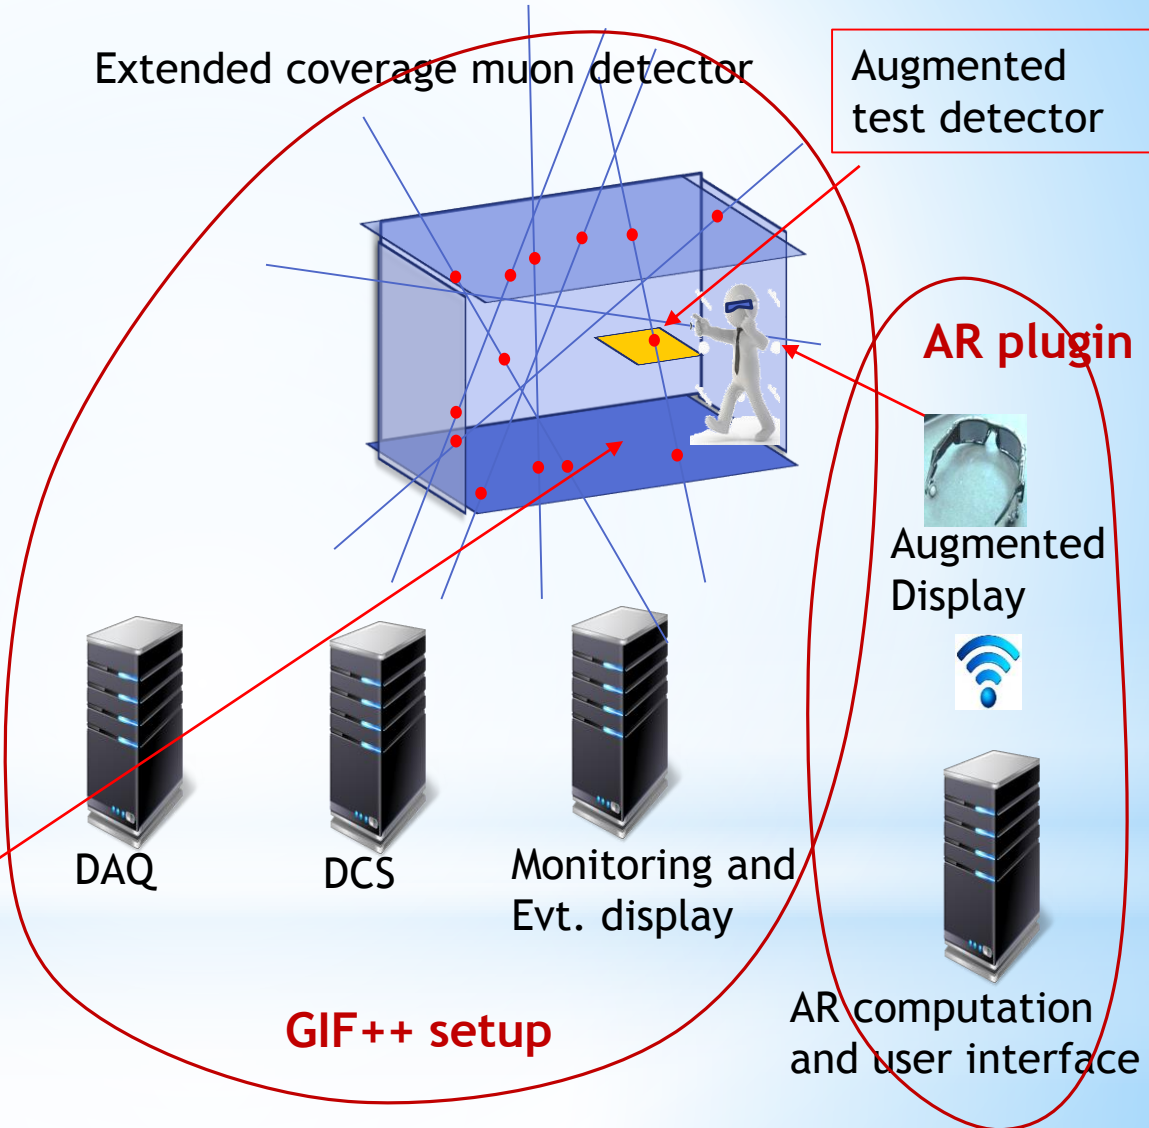 Extended coverage muon detector
Augmented
test detector
AR plugin
Augmented
Display
DAQ
DCS
Monitoring and
Evt. display
GIF++ setup
AR computation
and user interface